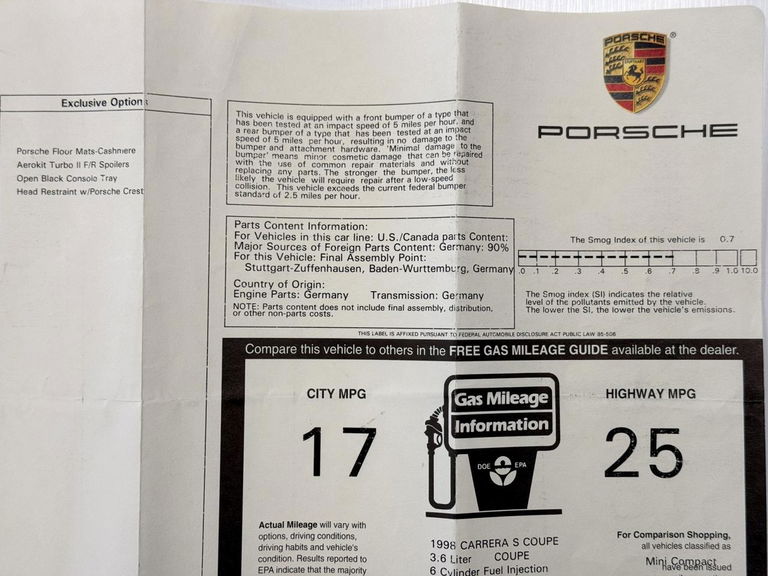 Exclusive Options
Porsche Floor Mats-Cashmere
Aerokit Turbo II F/R Spoilers
Open Black Console Tray
Head Restraint w/Porsche Crest
This vehicle is equipped with a front bumper of a type that
has been tested at an impact speed of 5 miles per hour, and
a rear bumper of a type that has been tested at an impact
speed of 5 miles per hour, resulting in no damage to the
bumper and attachment hardware. 'Minimal damage to the
bumper' means minor cosmetic damage that can be repaired
with the use of common repair materials and without
replacing any parts. The stronger the bumper, the less
likely the vehicle will require repair after a low-speed
collision. This vehicle exceeds the current federal bumper
standard of 2.5 miles per hour.
PORSCHE
®
PORSCHE
Parts Content Information:
For Vehicles in this car line: U.S./Canada parts Content:
Major Sources of Foreign Parts Content: Germany: 90%
For this Vehicle: Final Assembly Point:
Stuttgart-Zuffenhausen, Baden-Wurttemburg, Germany
Country of Origin:
Engine Parts: Germany Transmission: Germany
NOTE: Parts content does not include final assembly, distribution,
or other non-parts costs.
The Smog Index of this vehicle is 0.7
.0 .1 .2 .3 .4 .5 .6 .7 .8 .9 1.0 10.0
The Smog index (SI) indicates the relative
level of the pollutants emitted by the vehicle.
The lower the SI, the lower the vehicle's emissions.
THIS LABEL IS AFFIXED PURSUANT TO FEDERAL AUTOMOBILE DISCLOSURE ACT PUBLIC LAW 85-506
Compare this vehicle to others in the FREE GAS MILEAGE GUIDE available at the dealer.
CITY MPG
17
Gas Mileage
Information
DOE EPA
HIGHWAY MPG
25
Actual Mileage will vary with
options, driving conditions,
driving habits and vehicle's
condition. Results reported to
EPA indicate that the majority
1998 CARRERA S COUPE
3.6 Liter COUPE
6 Cylinder Fuel Injection
For Comparison Shopping,
all vehicles classified as
Mini Compact
have been issued